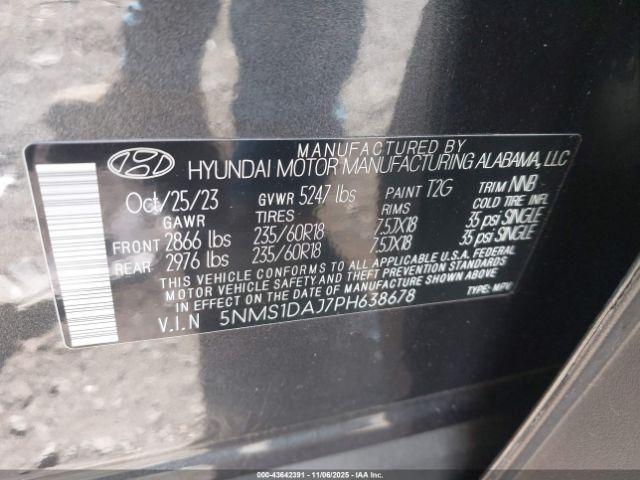 MANUFACTURED BY
HYUNDAI MOTOR MANUFACTURING ALABAMA, LLC
Oct/25/23 GVWR 5247 lbs PAINT T2G TRIM NNB
GAWR TIRES RIMS COLD TIRE INFL
FRONT 2866 lbs 235/60R18 7.5JX18 35 psi SINGLE
REAR 2976 lbs 235/60R18 7.5JX18 35 psi SINGLE
THIS VEHICLE CONFORMS TO ALL APPLICABLE U.S.A. FEDERAL
MOTOR VEHICLE SAFETY AND THEFT PREVENTION STANDARDS
IN EFFECT ON THE DATE OF MANUFACTURE SHOWN ABOVE
V.I.N 5NMS1DAJ7PH638678 TYPE: MPV
000-43642391 - 11/06/2025 - IAAI.COM